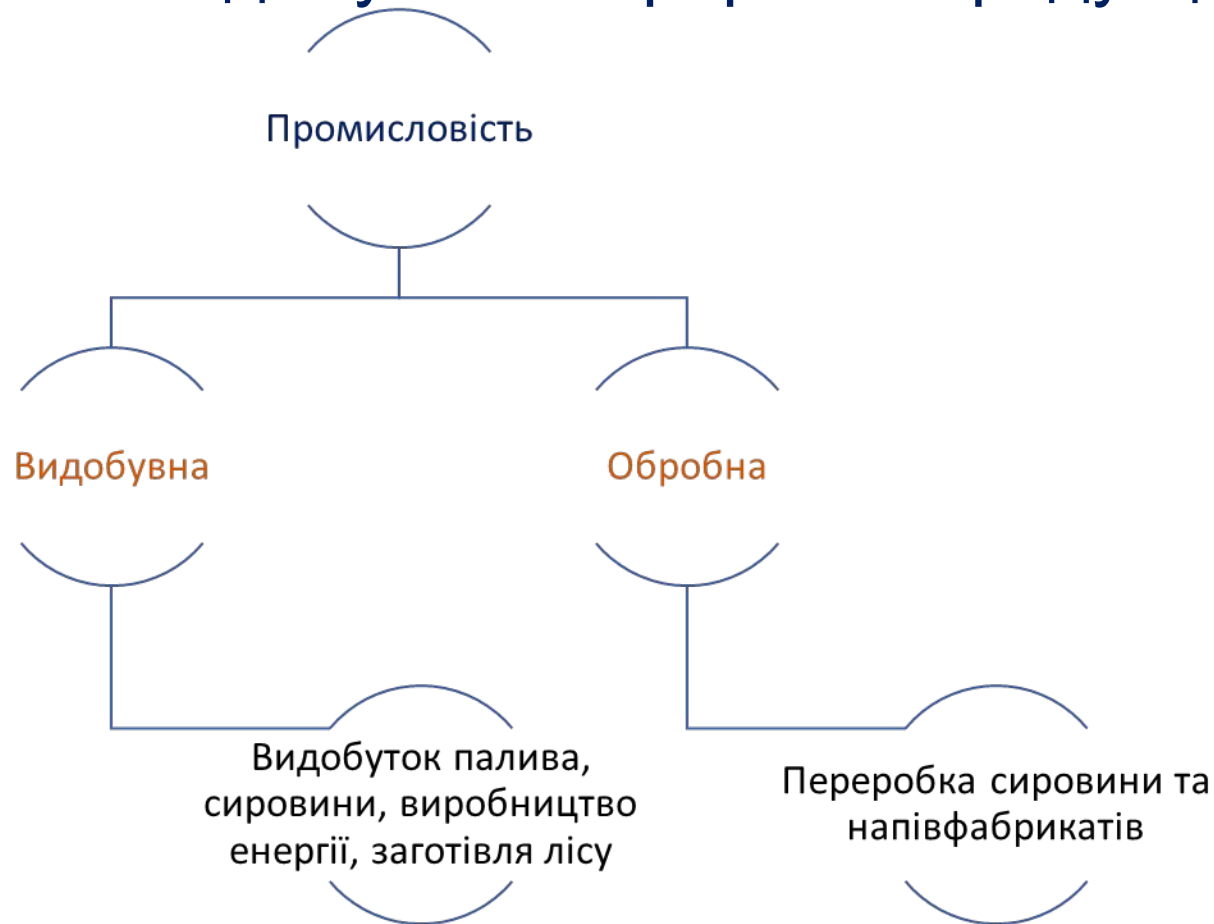 Промисловість
Видобувна
Обробна
Видобуток палива,
сировини, виробництво
енергії, заготівля лісу
Переробка сировини та
напівфабрикатів